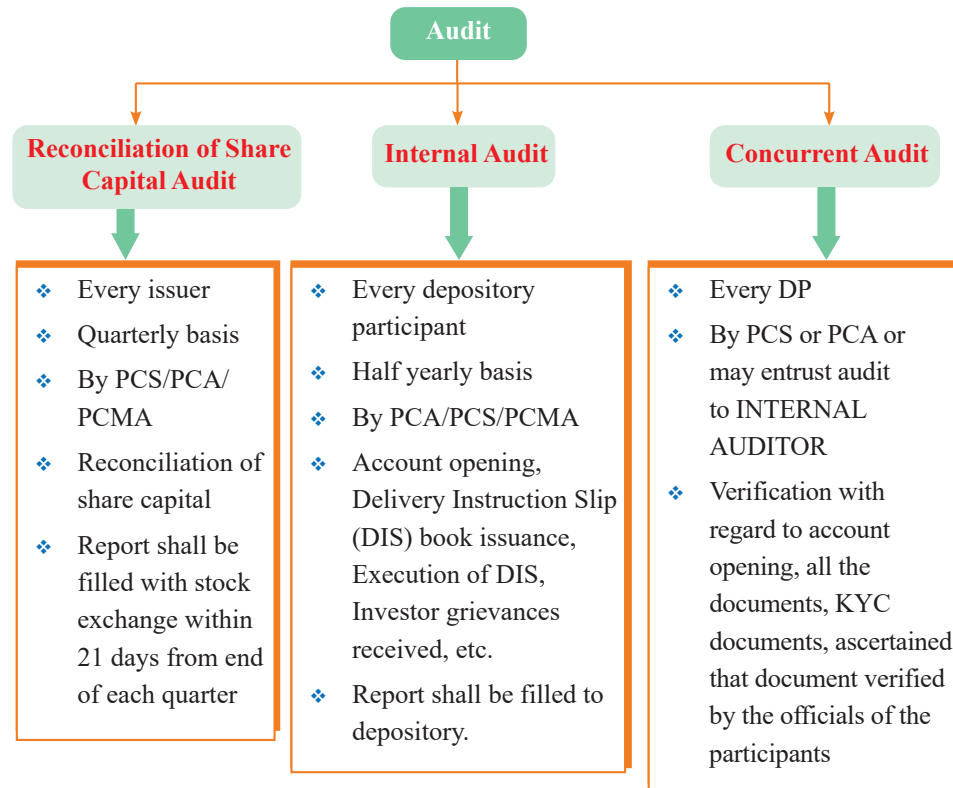 Audit
Reconciliation of Share
Capital Audit
Internal Audit
Concurrent Audit
❖ Every issuer
❖ Quarterly basis
❖ By PCS/PCA/
PCMA
❖ Reconciliation of
share capital
❖ Report shall be
filled with stock
exchange within
21 days from end
of each quarter
❖ Every depository
participant
❖ Half yearly basis
❖ By PCA/PCS/PCMA
❖ Account opening,
Delivery Instruction Slip
(DIS) book issuance,
Execution of DIS,
Investor grievances
received, etc.
❖ Report shall be filled to
depository.
❖ Every DP
❖ By PCS or PCA or
may entrust audit
to INTERNAL
AUDITOR
❖ Verification with
regard to account
opening, all the
documents, KYC
documents, ascertained
that document verified
by the officials of the
participants